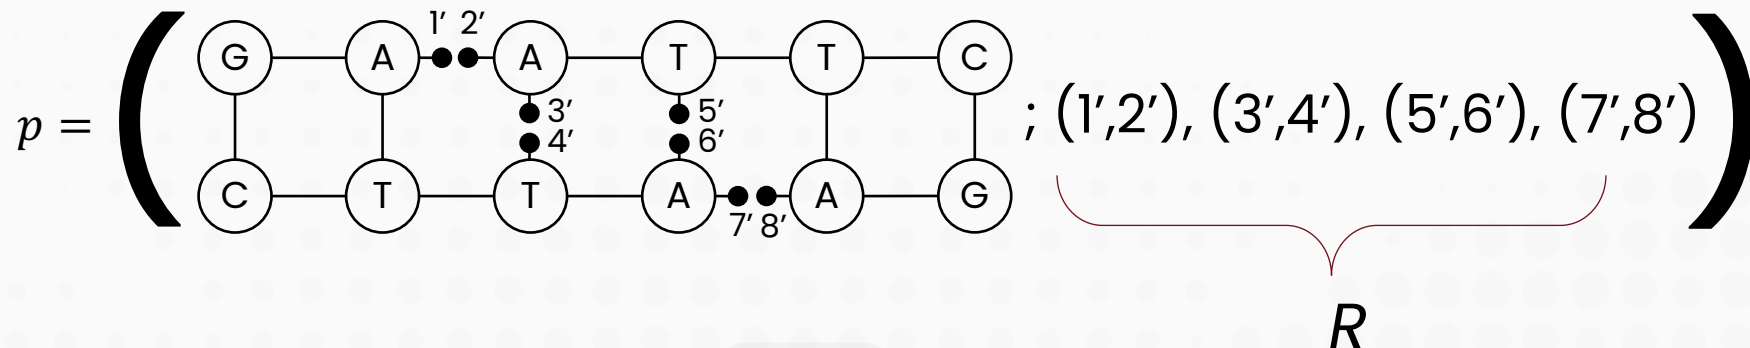 1′ 2′
p = ( G A A T T C
3′
4′
5′
6′
; (1′,2′), (3′,4′), (5′,6′), (7′,8′) )
C T T A A G
7′ 8′
R